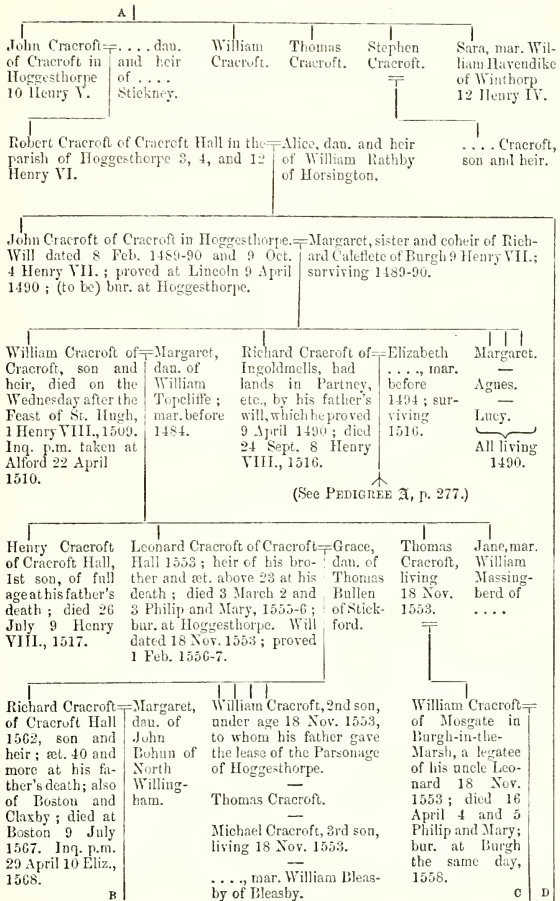 A
John Cracroft=. . . . dau.
of Cracroft in
Hoggesthorpe
10 Henry V.
and heir
of . . . .
Stickney.
William
Cracroft.
Thomas
Cracroft.
Stephen
Cracroft.
Sara, mar. Wil-
liam Havendike
of Winthorp
12 Henry IV.
Robert Cracroft of Cracroft Hall in the
parish of Hoggesthorpe 3, 4, and 12
Henry VI.
=Alice, dau. and heir
of William Rathby
of Horsington.
. . . . Cracroft,
son and heir.
John Cracroft of Cracroft in Hoggesthorpe.
Will dated 8 Feb. 1489-90 and 9 Oct.
4 Henry VII. ; proved at Lincoln 9 April
1490 ; (to be) bur. at Hoggesthorpe.
=Margaret, sister and coheir of Rich-
ard Caleflete of Burgh 9 Henry VII.;
surviving 1489-90.
William Cracroft of
Cracroft, son and
heir, died on the
Wednesday after the
Feast of St. Hugh,
1 Henry VIII., 1509.
Inq. p.m. taken at
Alford 22 April
1510.
=Margaret,
dau. of
William
Topcliffe ;
mar. before
1484.
Richard Cracroft of
Ingoldmells, had
lands in Partney,
etc., by his father's
will, which he proved
9 April 1490 ; died
24 Sept. 8 Henry
VIII., 1516.
=Elizabeth
. . . ., mar.
before
1494 ; sur-
viving
1516.
Margaret.
—
Agnes.
—
Lucy.
All living
1490.
(See PEDIGREE A, p. 277.)
Henry Cracroft
of Cracroft Hall,
1st son, of full
age at his father's
death ; died 26
July 9 Henry
VIII., 1517.
Leonard Cracroft of Cracroft
Hall 1553 ; heir of his bro-
ther and æt. above 23 at his
death ; died 3 March 2 and
3 Philip and Mary, 1555-6 ;
bur. at Hoggesthorpe. Will
dated 18 Nov. 1553 ; proved
1 Feb. 1556-7.
=Grace,
dau. of
Thomas
Bullen
of Stick-
ford.
Thomas
Cracroft,
living
18 Nov.
1553.
Jane, mar.
William
Massing-
berd of
. . . .
Richard Cracroft
of Cracroft Hall
1562, son and
heir ; æt. 40 and
more at his fa-
ther's death; also
of Boston and
Claxby ; died at
Boston 9 July
1567. Inq. p.m.
29 April 10 Eliz.,
1568.
=Margaret,
dau. of
John
Bohun of
North
Willing-
ham.
B
William Cracroft, 2nd son,
under age 18 Nov. 1553,
to whom his father gave
the lease of the Parsonage
of Hoggesthorpe.
—
Thomas Cracroft.
—
Michael Cracroft, 3rd son,
living 18 Nov. 1553.
—
. . . ., mar. William Bleas-
by of Bleasby.
William Cracroft=
of Mosgate in
Burgh-in-the-
Marsh, a legatee
of his uncle Leo-
nard 18 Nov.
1553 ; died 16
April 4 and 5
Philip and Mary;
bur. at Burgh
the same day,
1558.
C
D